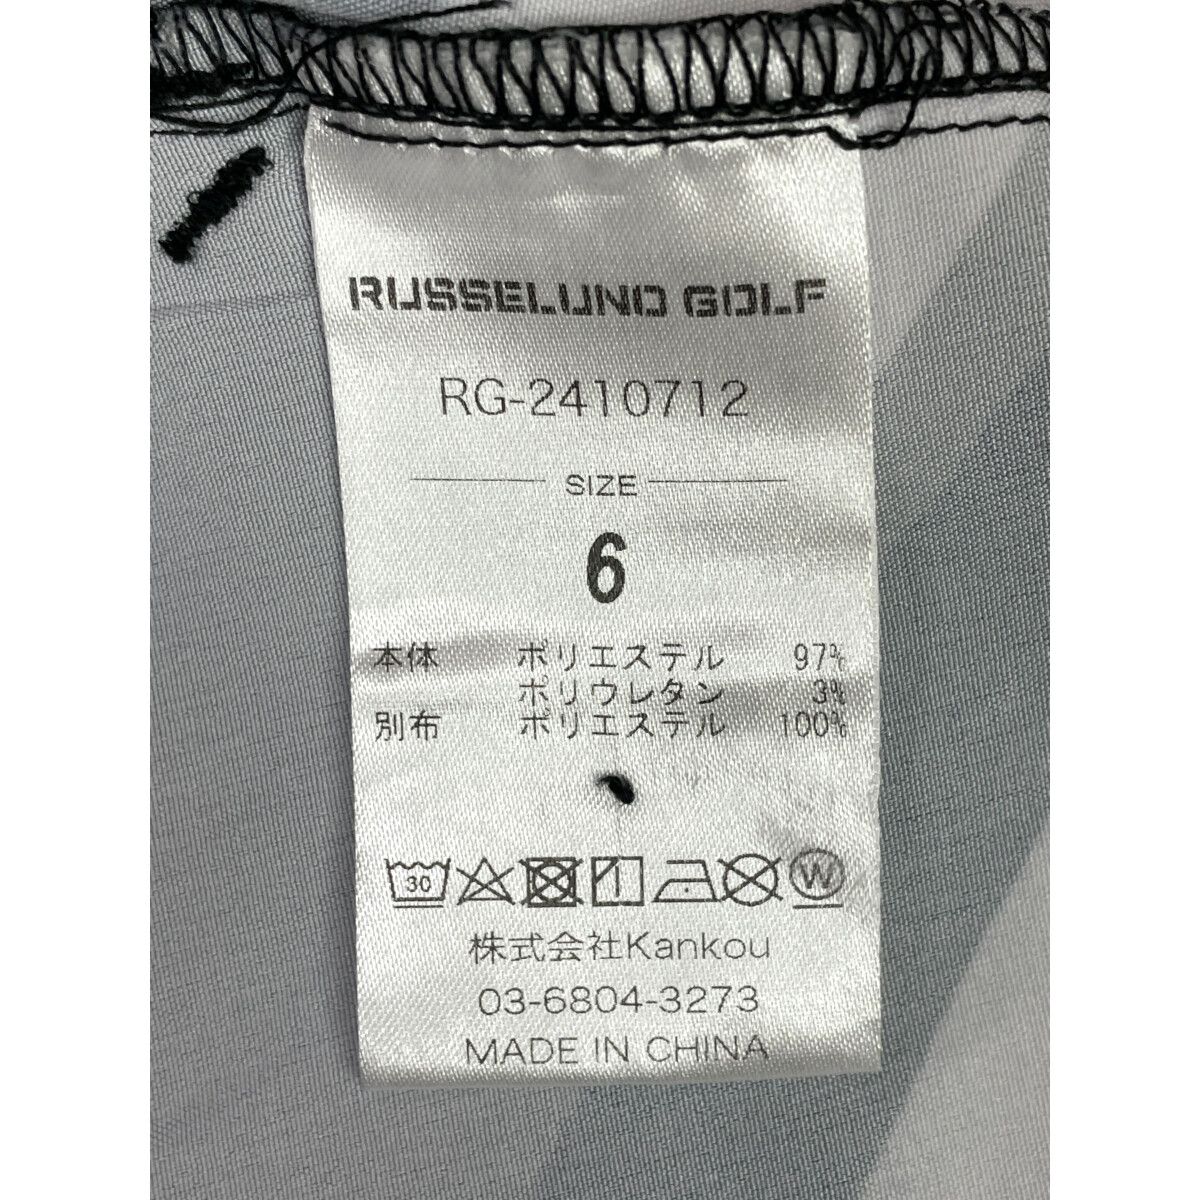 RUSSELUNO GOLF
RG-2410712
SIZE
6
本体 ポリエステル 97%
ポリウレタン 3%
別布 ポリエステル 100%
30 W
株式会社Kankou
03-6804-3273
MADE IN CHINA